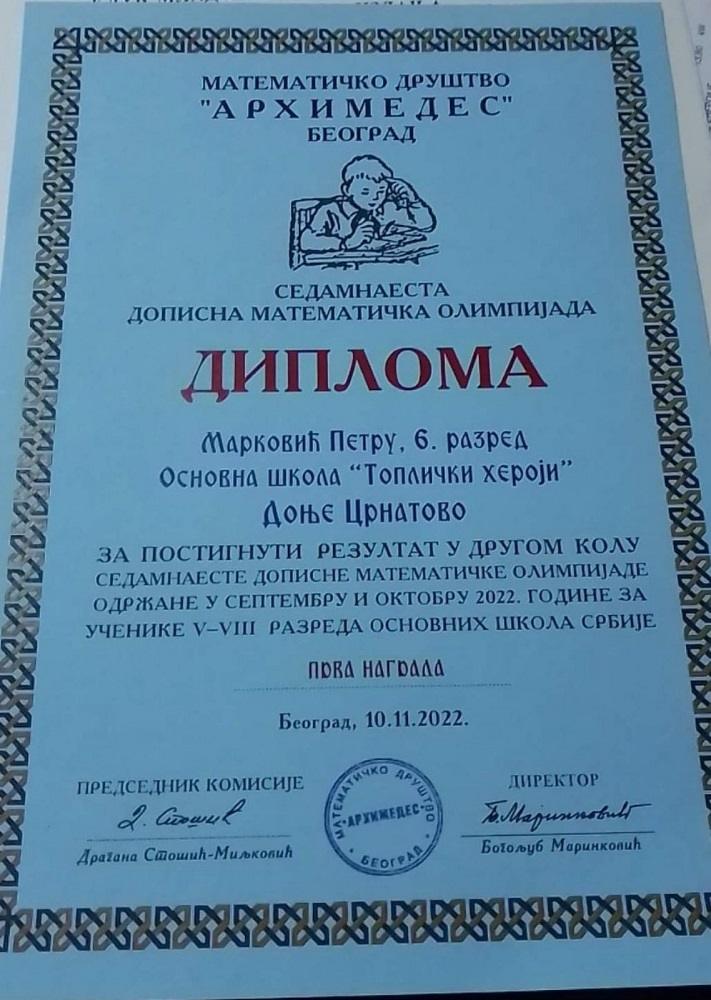 МАТЕМАТИЧКО ДРУШТВО
"АРХИМЕДЕС"
БЕОГРАД
СЕДАМНАЕСТА
ДОПИСНА МАТЕМАТИЧКА ОЛИМПИЈАДА
ДИПЛОМА
Марковић Петру, 6. разред
Основна школа “Топлички хероји”
Доње Црнатово
ЗА ПОСТИГНУТИ РЕЗУЛТАТ У ДРУГОМ КОЛУ
СЕДАМНАЕСТЕ ДОПИСНЕ МАТЕМАТИЧКЕ ОЛИМПИЈАДЕ
ОДРЖАНЕ У СЕПТЕМБРУ И ОКТОБРУ 2022. ГОДИНЕ ЗА
УЧЕНИКЕ V–VIII РАЗРЕДА ОСНОВНИХ ШКОЛА СРБИЈЕ
ПРВА НАГРАДА
Београд, 10.11.2022.
ПРЕДСЕДНИК КОМИСИЈЕ
Д. Стошић
Драгана Стошић-Миљковић
МАТЕМАТИЧКО ДРУШТВО
"АРХИМЕДЕС"
БЕОГРАД
ДИРЕКТОР
Б. Маринковић
Богољуб Маринковић